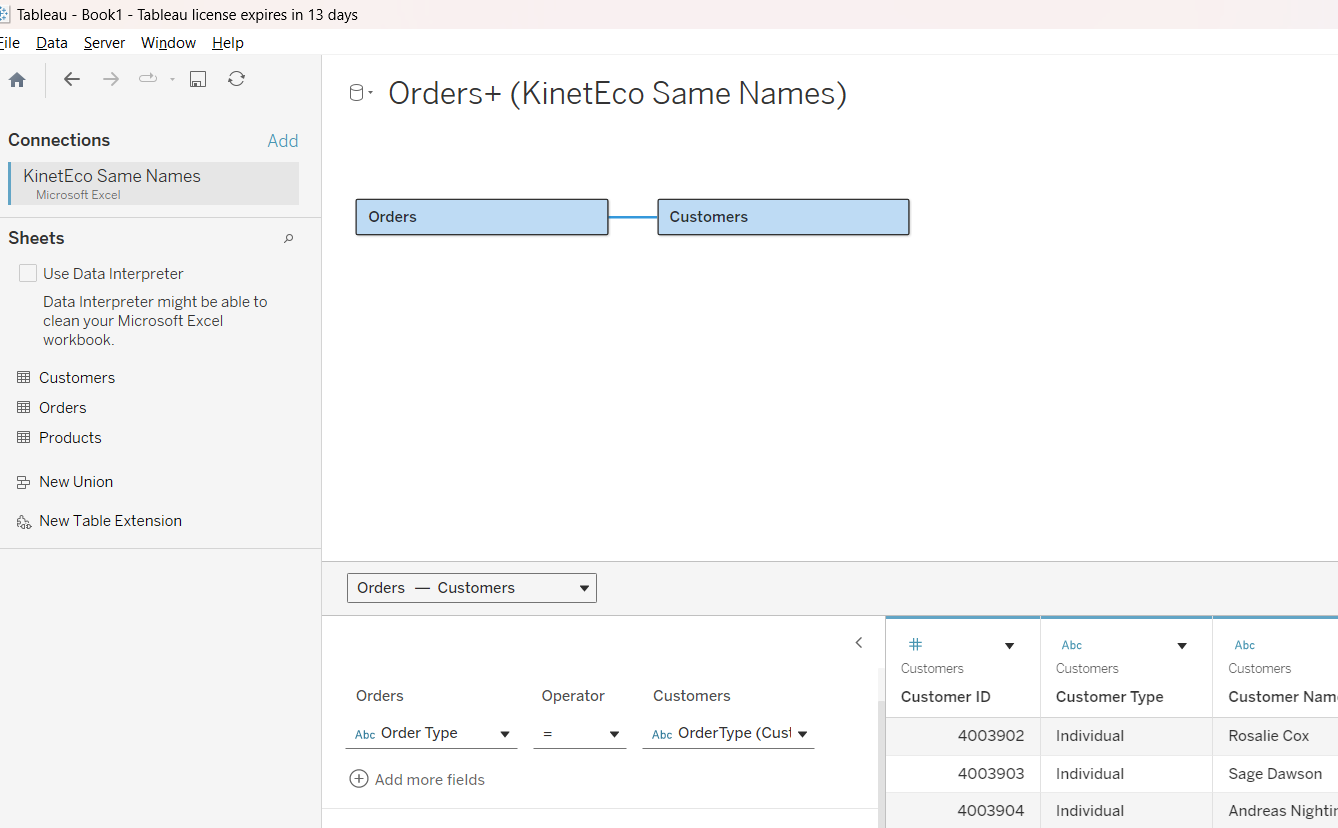 Tableau - Book1 - Tableau license expires in 13 days
File Data Server Window Help
Connections Add
KinetEco Same Names
Microsoft Excel
Sheets
Use Data Interpreter
Data Interpreter might be able to
clean your Microsoft Excel
workbook.
Customers
Orders
Products
New Union
New Table Extension
Orders+ (KinetEco Same Names)
Orders Customers
Orders — Customers
Orders Operator Customers
Abc Order Type = Abc OrderType (Cust
Add more fields
# Abc Abc
Customers Customers Customers
Customer ID Customer Type Customer Nam
4003902 Individual Rosalie Cox
4003903 Individual Sage Dawson
4003904 Individual Andreas Nightin